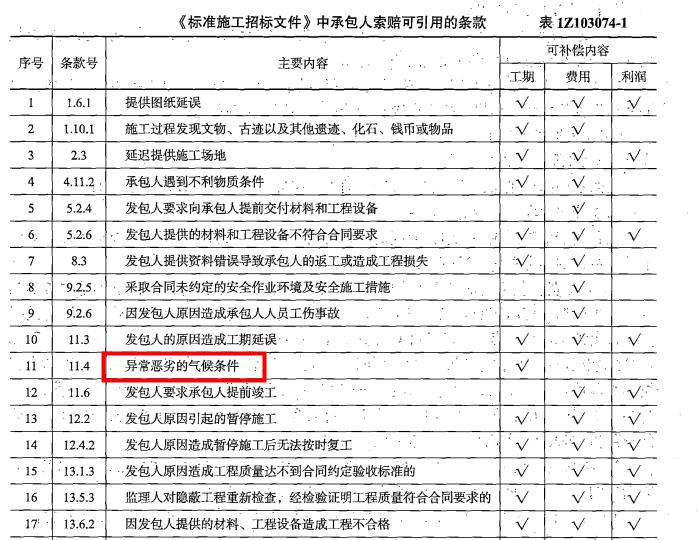 《标准施工招标文件》中承包人索赔可引用的条款 表1Z103074-1
序号 条款号 主要内容 可补偿内容
工期 费用 利润
1 1.6.1 提供图纸延误 √ √ √
2 1.10.1 施工过程发现文物、古迹以及其他遗迹、化石、钱币或物品 √ √
3 2.3 延迟提供施工场地 √ √ √
4 4.11.2 承包人遇到不利物质条件 √ √
5 5.2.4 发包人要求向承包人提前交付材料和工程设备 √
6 5.2.6 发包人提供的材料和工程设备不符合合同要求 √ √ √
7 8.3 发包人提供资料错误导致承包人的返工或造成工程损失 √ √
8 9.2.5 采取合同未约定的安全作业环境及安全施工措施 √
9 9.2.6 因发包人原因造成承包人人员工伤事故 √
10 11.3 发包人的原因造成工期延误 √ √ √
11 11.4 异常恶劣的气候条件 √
12 11.6 发包人要求承包人提前竣工 √ √
13 12.2 发包人原因引起的暂停施工 √ √ √
14 12.4.2 发包人原因造成暂停施工后无法按时复工 √ √ √
15 13.1.3 发包人原因造成工程质量达不到合同约定验收标准的 √ √ √
16 13.5.3 监理人对隐蔽工程重新检查，经检验证明工程质量符合合同要求的 √ √ √
17 13.6.2 因发包人提供的材料、工程设备造成工程不合格 √ √ √